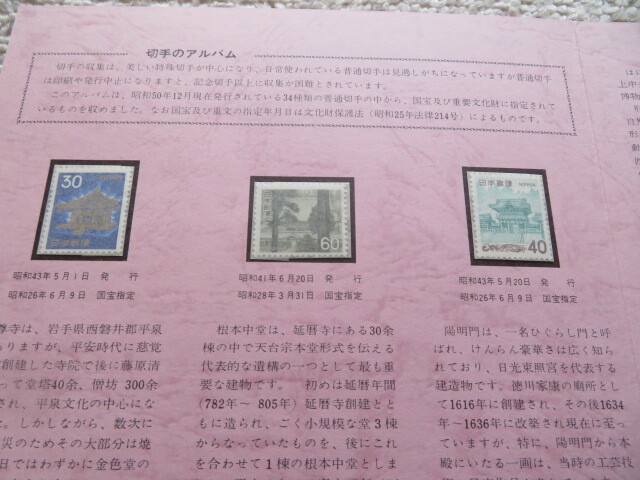 切手のアルバム
切手の収集は、美しい特殊切手が中心になり、日常使われている普通切手は見逃しがちになっていますが普通切手
は印刷や発行中止になりますと、記念切手以上に収集が困難とされています。
このアルバムは、昭和50年12月現在発行されている34種類の普通切手の中から、国宝及び重要文化財に指定されて
いるものを収めました。なお国宝及び重文の指定年月日は文化財保護法（昭和25年法律214号）によるものです。
上中
博物
自然
形
30
NIPPON
日本郵便
60
日本郵便
NIPPON
40
昭和43年5月1日 発 行
昭和26年6月9日 国宝指定
昭和41年6月20日 発 行
昭和28年3月31日 国宝指定
昭和43年5月20日 発 行
昭和26年6月9日 国宝指定
尊寺は、岩手県西磐井郡平泉
ありますが、平安時代に慈覚
創建した寺院で後に藤原清
って堂塔40余、僧坊 300余
され、平泉文化の中心にな
た。しかしながら、数次に
災のためその大部分は焼
日ではわずかに金色堂の
根本中堂は、延暦寺にある30余
棟の中で天台宗本堂形式を伝える
代表的な遺構の一つとして最も重
要な建物です。 初めは延暦年間
（782年～ 805年）延暦寺創建とと
もに造られ、ごく小規模な堂3棟
からなっていたものを、後にこれ
を合わせて1棟の根本中堂としま
陽明門は、一名ひぐらし門と呼
ばれ、けんらん豪華さは広く知ら
れており、日光東照宮を代表する
建造物です。徳川家康の廟所とし
て1616年に創建され、その後1634
年～1636年に改築され現在に至っ
ていますが、特に、陽明門から本
殿にいたる一画は、当時の工芸技